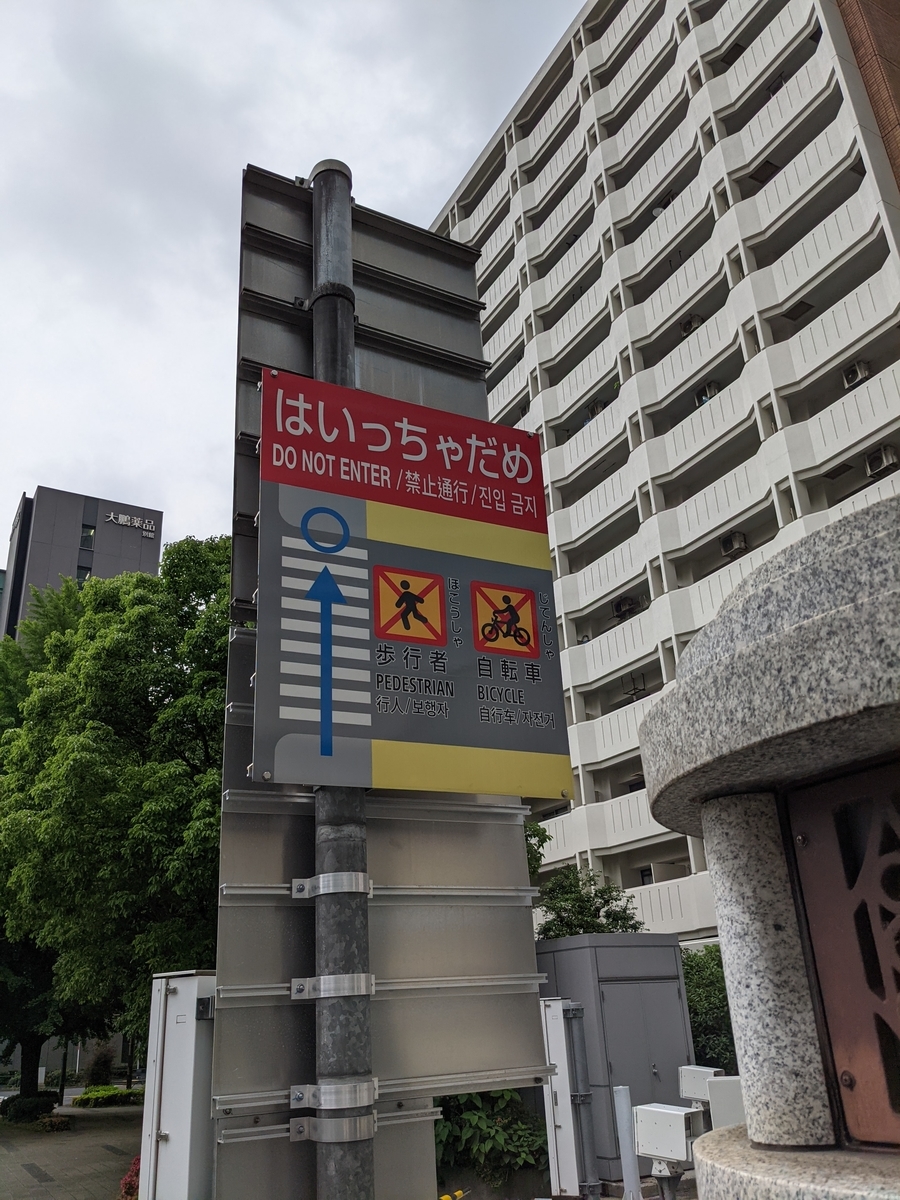 はいっちゃだめ
DO NOT ENTER /禁止通行/진입 금지
ほこうしゃ
歩行者
PEDESTRIAN
行人/보행자
じてんしゃ
自転車
BICYCLE
自行车/자전거
大鵬薬品
別館